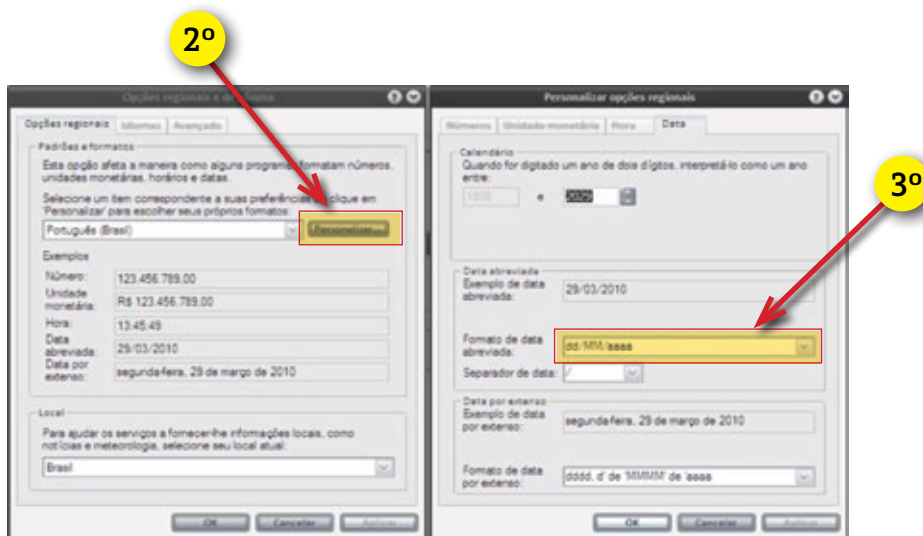 2º
Opções regionais e de idioma
Opções regionais Idiomas Avançado
Padrões e formatos
Esta opção afeta a maneira como alguns programas formatam números,
unidades monetárias, horários e datas.
Selecione um item correspondente a suas preferências ou clique em
'Personalizar' para escolher seus próprios formatos:
Português (Brasil)
Personalizar...
Exemplos
Número: 123.456.789,00
Unidade
monetária: R$ 123.456.789,00
Hora: 13:45:49
Data
abreviada: 29/03/2010
Data por
extenso: segunda-feira, 29 de março de 2010
Local
Para ajudar os serviços a fornecer-lhe informações locais, como
notícias e meteorologia, selecione seu local atual:
Brasil
OK Cancelar Aplicar
Personalizar opções regionais
Números Unidade monetária Hora Data
Calendário
Quando for digitado um ano de dois dígitos, interpretá-lo como um ano
entre:
1930 e 2029
3º
Data abreviada
Exemplo de data
abreviada: 29/03/2010
Formato de data
abreviada: dd/MM/aaaa
Separador de data: /
Data por extenso
Exemplo de data
por extenso: segunda-feira, 29 de março de 2010
Formato de data
por extenso: dddd, d' de 'MMMM' de 'aaaa
OK Cancelar Aplicar